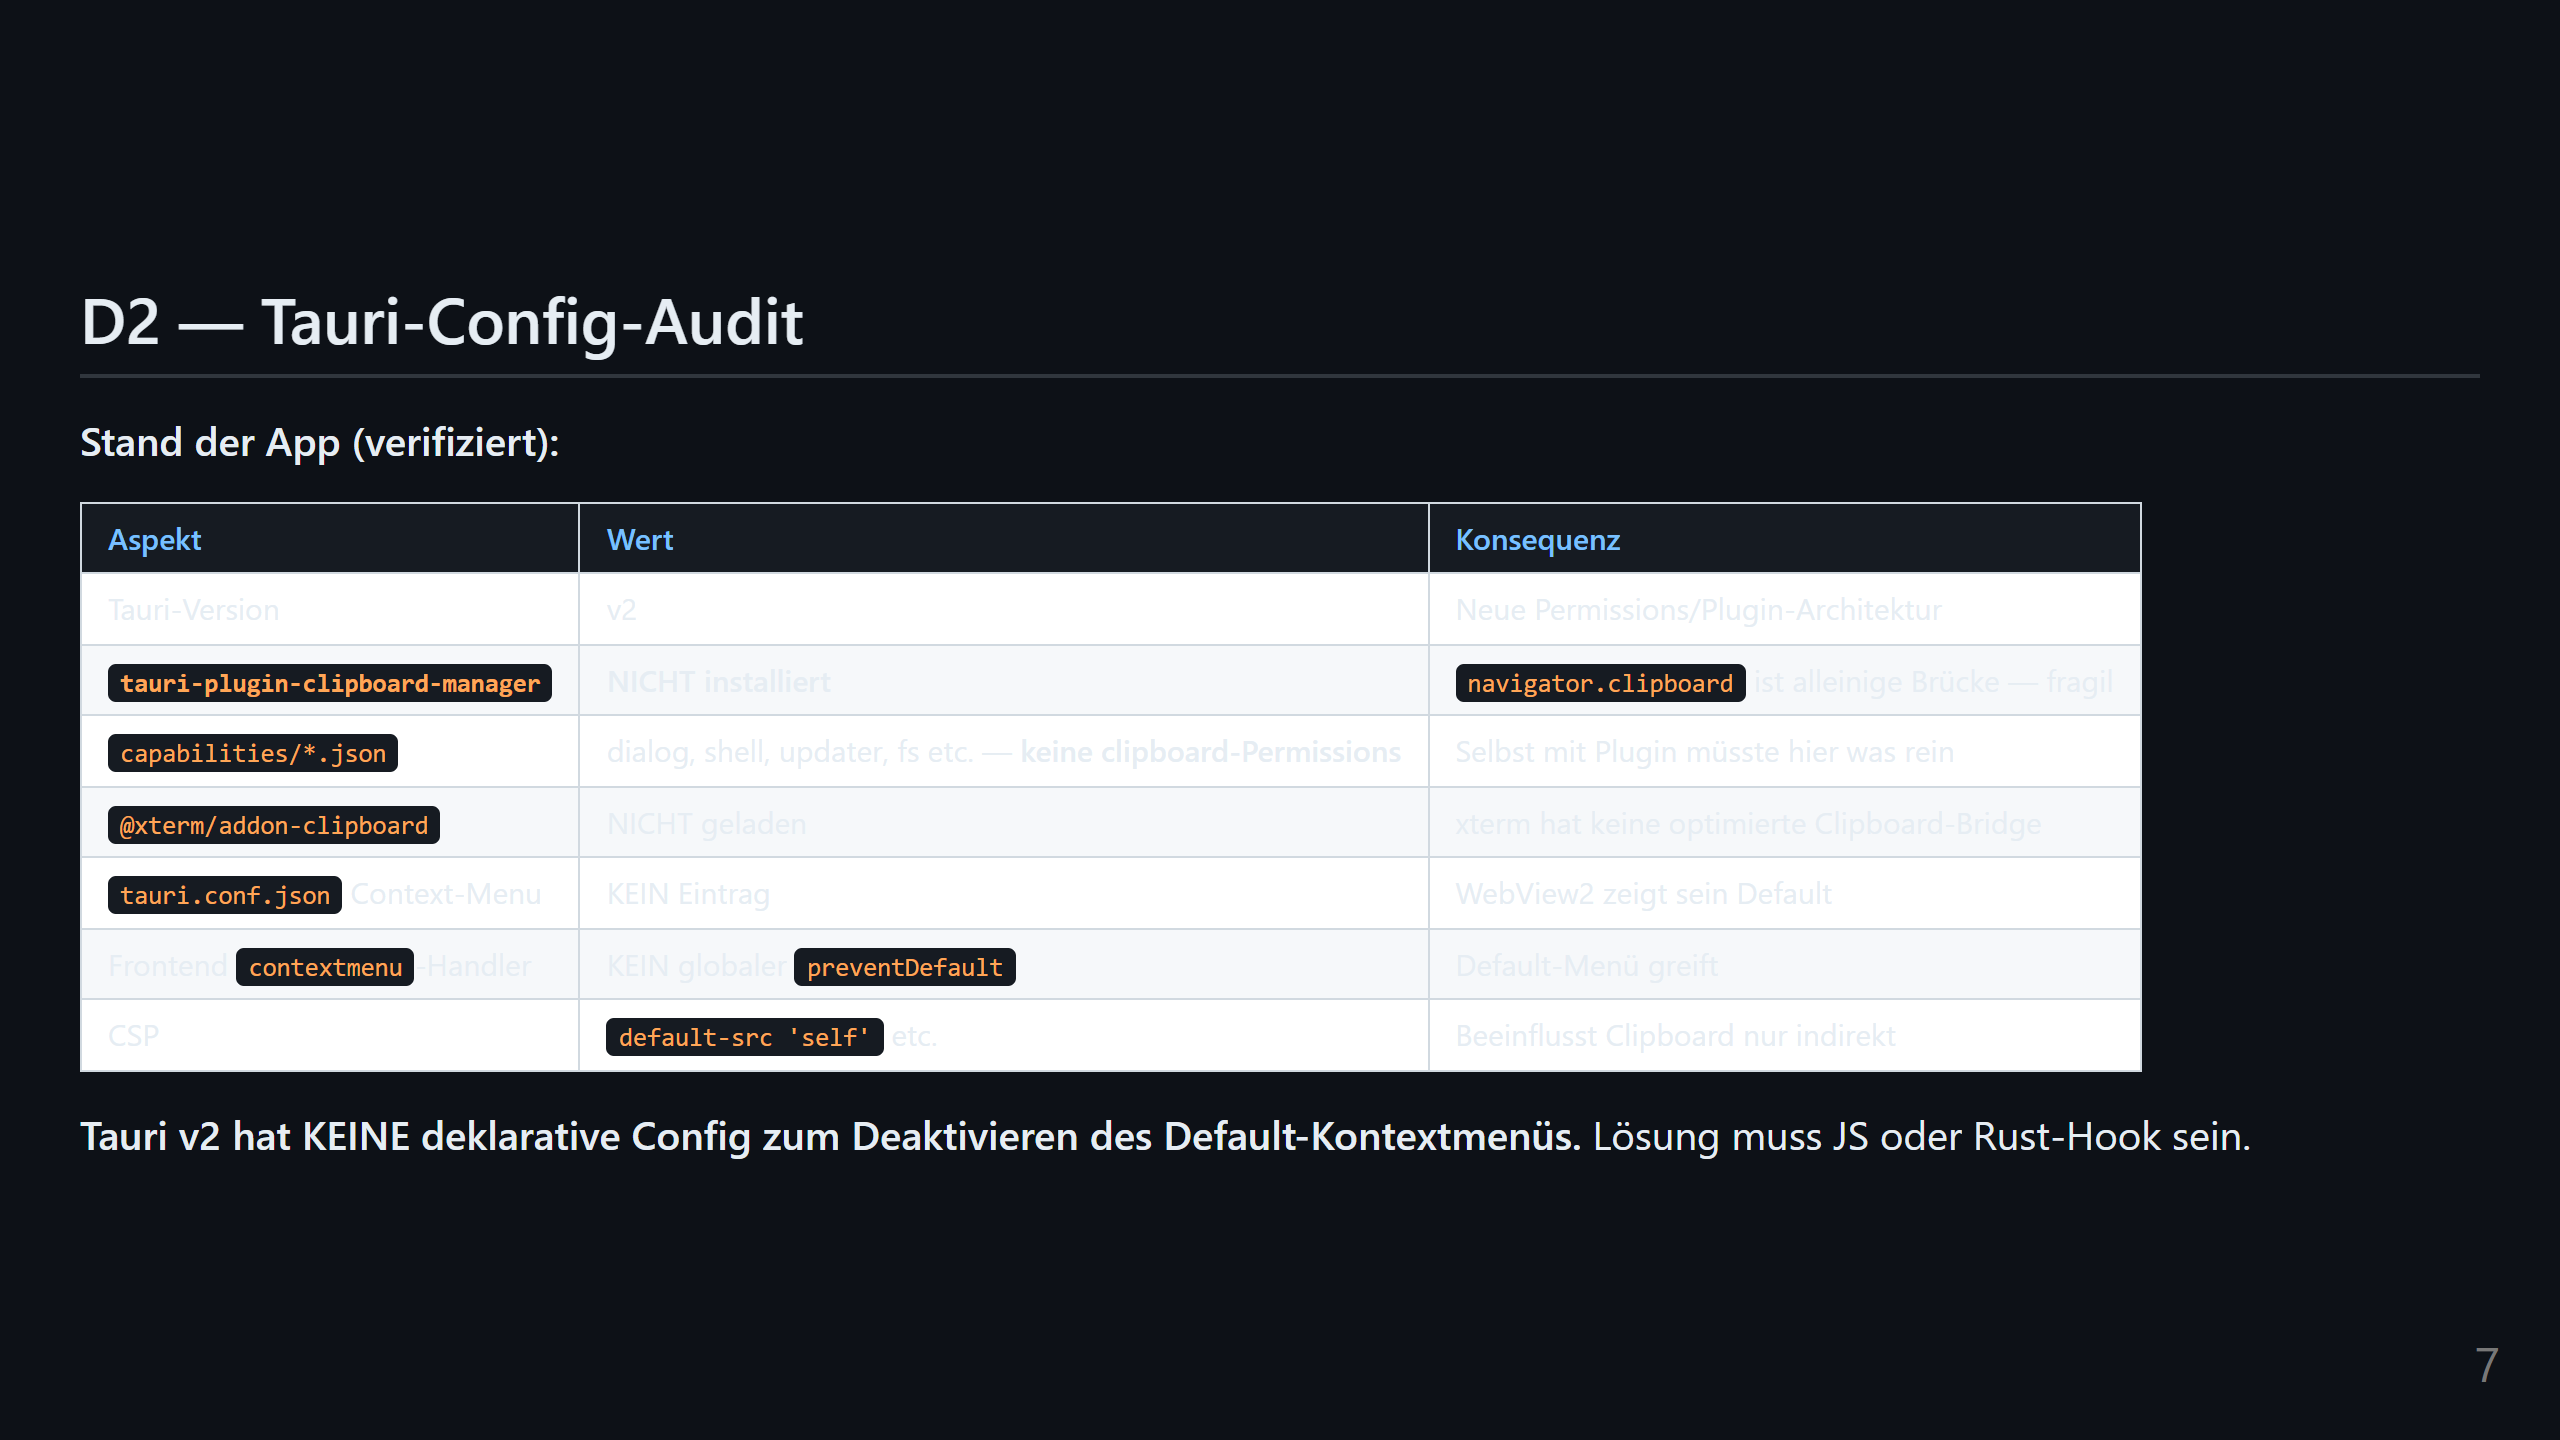 D2 — Tauri-Config-Audit
Stand der App (verifiziert):
Aspekt Wert Konsequenz
Tauri-Version v2 Neue Permissions/Plugin-Architektur
tauri-plugin-clipboard-manager NICHT installiert navigator.clipboard ist alleinige Brücke — fragil
capabilities/*.json dialog, shell, updater, fs etc. — keine clipboard-Permissions Selbst mit Plugin müsste hier was rein
@xterm/addon-clipboard NICHT geladen xterm hat keine optimierte Clipboard-Bridge
tauri.conf.json Context-Menu KEIN Eintrag WebView2 zeigt sein Default
Frontend contextmenu -Handler KEIN globaler preventDefault Default-Menü greift
CSP default-src 'self' etc. Beeinflusst Clipboard nur indirekt
Tauri v2 hat KEINE deklarative Config zum Deaktivieren des Default-Kontextmenüs. Lösung muss JS oder Rust-Hook sein.
7